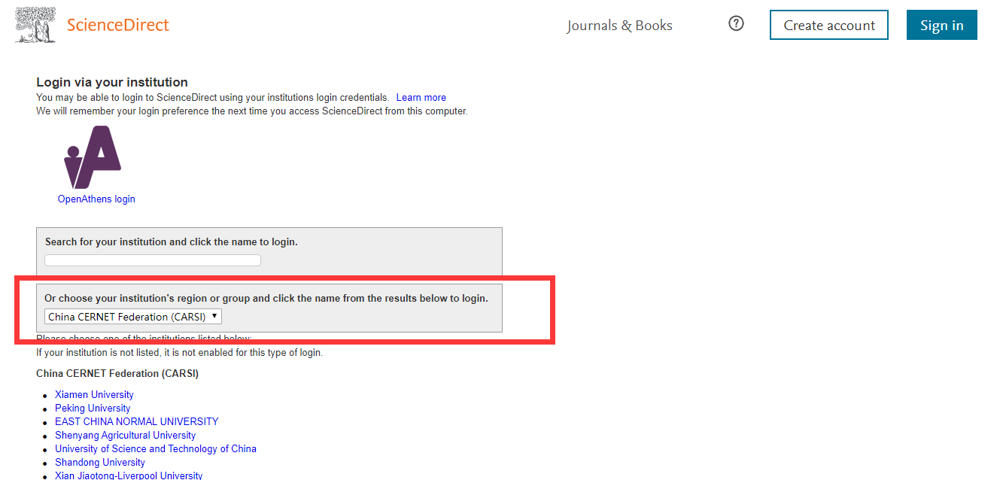 ScienceDirect
Journals & Books
?
Create account
Sign in
Login via your institution
You may be able to login to ScienceDirect using your institutions login credentials. Learn more
We will remember your login preference the next time you access ScienceDirect from this computer.
OpenAthens login
Search for your institution and click the name to login.
Or choose your institution's region or group and click the name from the results below to login.
China CERNET Federation (CARSI)
Please choose one of the institutions listed below:
If your institution is not listed, it is not enabled for this type of login.
China CERNET Federation (CARSI)
Xiamen University
Peking University
EAST CHINA NORMAL UNIVERSITY
Shenyang Agricultural University
University of Science and Technology of China
Shandong University
Xian Jiaotong-Liverpool University